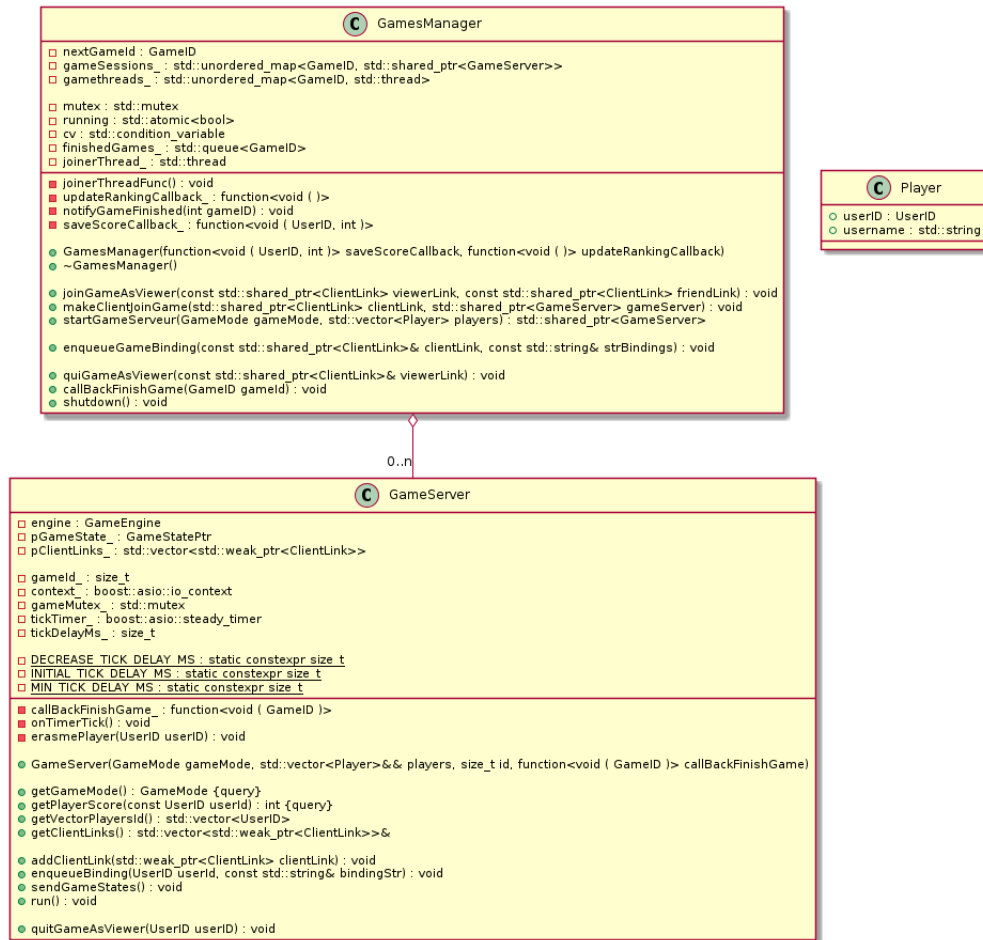 C GamesManager
nextGameId : GameID
gameSessions_ : std::unordered_map<GameID, std::shared_ptr<GameServer>>
gamethreads_ : std::unordered_map<GameID, std::thread>
mutex : std::mutex
running : std::atomic<bool>
cv : std::condition_variable
finishedGames_ : std::queue<GameID>
joinerThread_ : std::thread
joinerThreadFunc() : void
updateRankingCallback_ : function<void ( )>
notifyGameFinished(int gameID) : void
saveScoreCallback_ : function<void ( UserID, int )>
GamesManager(function<void ( UserID, int )> saveScoreCallback, function<void ( )> updateRankingCallback)
~GamesManager()
joinGameAsViewer(const std::shared_ptr<ClientLink> viewerLink, const std::shared_ptr<ClientLink> friendLink) : void
makeClientJoinGame(std::shared_ptr<ClientLink> clientLink, std::shared_ptr<GameServer> gameServer) : void
startGameServeur(GameMode gameMode, std::vector<Player> players) : std::shared_ptr<GameServer>
enqueueGameBinding(const std::shared_ptr<ClientLink>& clientLink, const std::string& strBindings) : void
quiGameAsViewer(const std::shared_ptr<ClientLink>& viewerLink) : void
callBackFinishGame(GameID gameId) : void
shutdown() : void
C Player
userID : UserID
username : std::string
0..n
C GameServer
engine : GameEngine
pGameState_ : GameStatePtr
pClientLinks_ : std::vector<std::weak_ptr<ClientLink>>
gameId_ : size_t
context_ : boost::asio::io_context
gameMutex_ : std::mutex
tickTimer_ : boost::asio::steady_timer
tickDelayMs_ : size_t
DECREASE_TICK_DELAY_MS : static constexpr size_t
INITIAL_TICK_DELAY_MS : static constexpr size_t
MIN_TICK_DELAY_MS : static constexpr size_t
callBackFinishGame_ : function<void ( GameID )>
onTimerTick() : void
erasmePlayer(UserID userID) : void
GameServer(GameMode gameMode, std::vector<Player>&& players, size_t id, function<void ( GameID )> callBackFinishGame)
getGameMode() : GameMode {query}
getPlayerScore(const UserID userId) : int {query}
getVectorPlayersId() : std::vector<UserID>
getClientLinks() : std::vector<std::weak_ptr<ClientLink>>&
addClientLink(std::weak_ptr<ClientLink> clientLink) : void
enqueueBinding(UserID userId, const std::string& bindingStr) : void
sendGameStates() : void
run() : void
quitGameAsViewer(UserID userID) : void